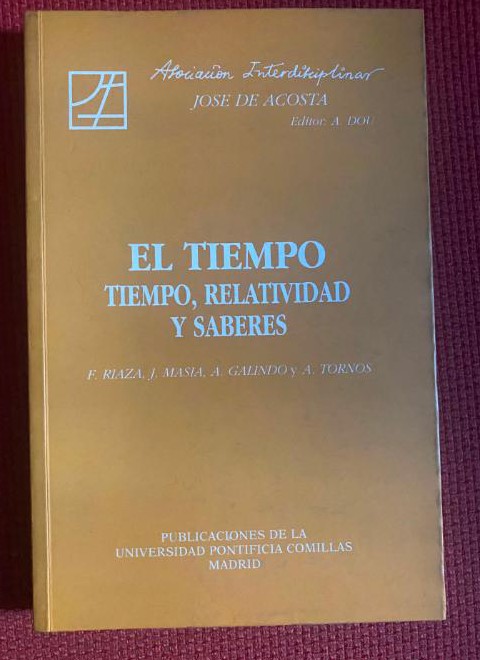 Asociación Interdisciplinar
JOSE DE ACOSTA
Editor: A. DOU
EL TIEMPO
TIEMPO, RELATIVIDAD
Y SABERES
F. RIAZA, J. MASIA, A. GALINDO y A. TORNOS
PUBLICACIONES DE LA
UNIVERSIDAD PONTIFICIA COMILLAS
MADRID